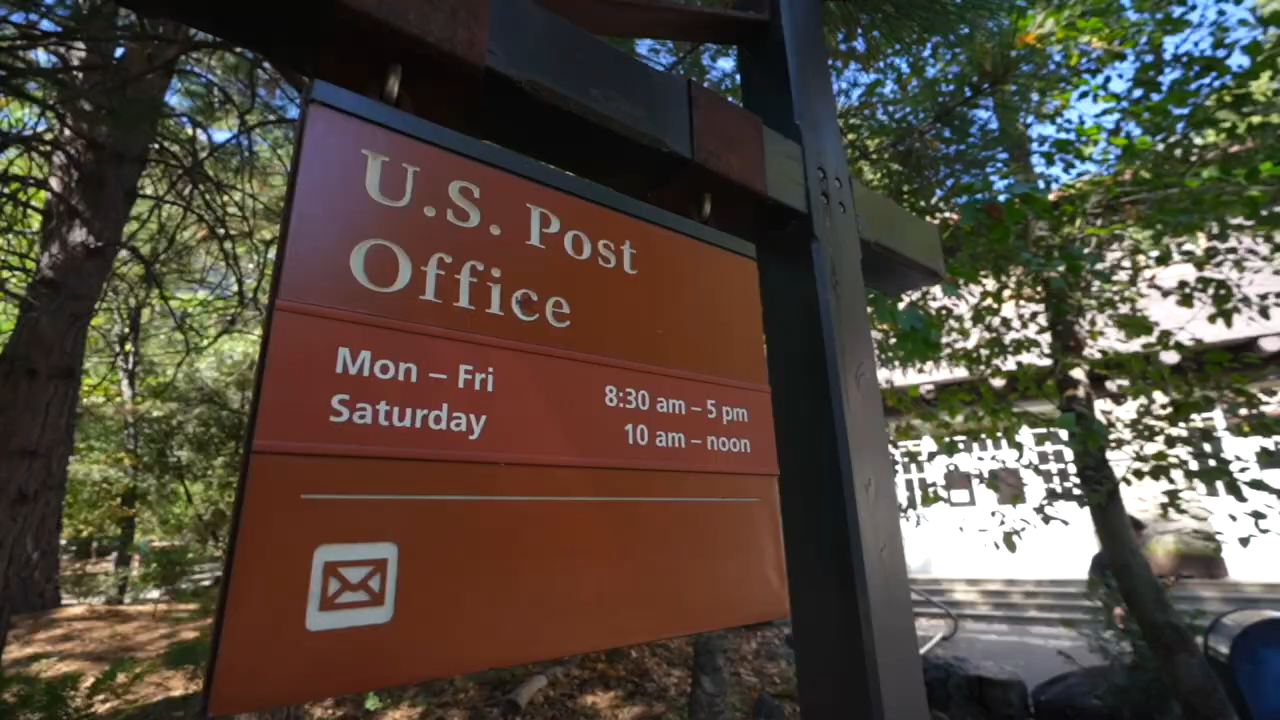 U.S. Post
Office
Mon – Fri 8:30 am – 5 pm
Saturday 10 am – noon